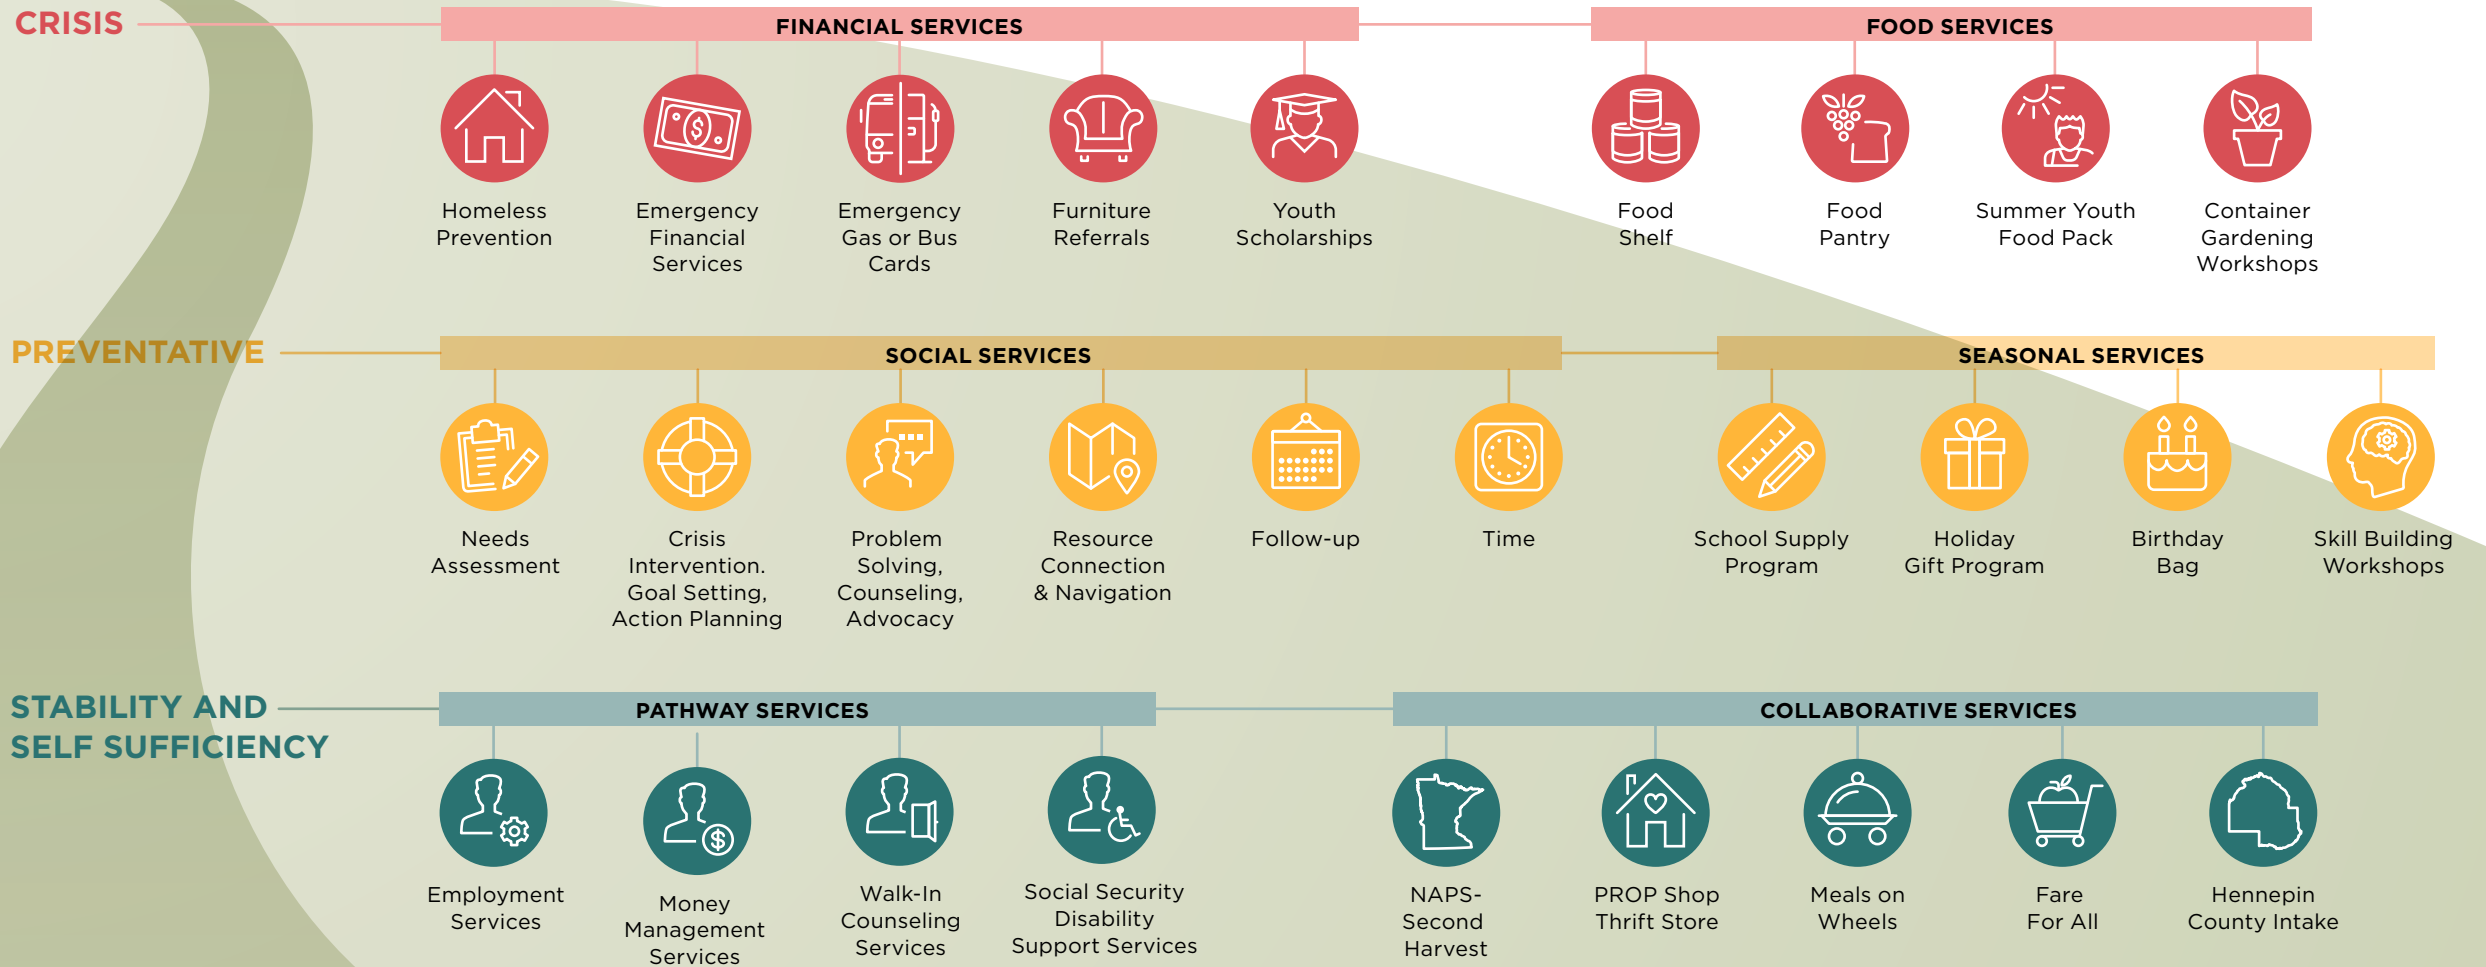 CRISIS
FINANCIAL SERVICES
Homeless
Prevention
Emergency
Financial
Services
Emergency
Gas or Bus
Cards
Furniture
Referrals
Youth
Scholarships
FOOD SERVICES
Food
Shelf
Food
Pantry
Summer Youth
Food Pack
Container
Gardening
Workshops
PREVENTATIVE
SOCIAL SERVICES
Needs
Assessment
Crisis
Intervention.
Goal Setting,
Action Planning
Problem
Solving,
Counseling,
Advocacy
Resource
Connection
& Navigation
Follow-up
Time
SEASONAL SERVICES
School Supply
Program
Holiday
Gift Program
Birthday
Bag
Skill Building
Workshops
STABILITY AND
SELF SUFFICIENCY
PATHWAY SERVICES
Employment
Services
$
Money
Management
Services
Walk-In
Counseling
Services
Social Security
Disability
Support Services
COLLABORATIVE SERVICES
NAPS-
Second
Harvest
PROP Shop
Thrift Store
Meals on
Wheels
Fare
For All
Hennepin
County Intake